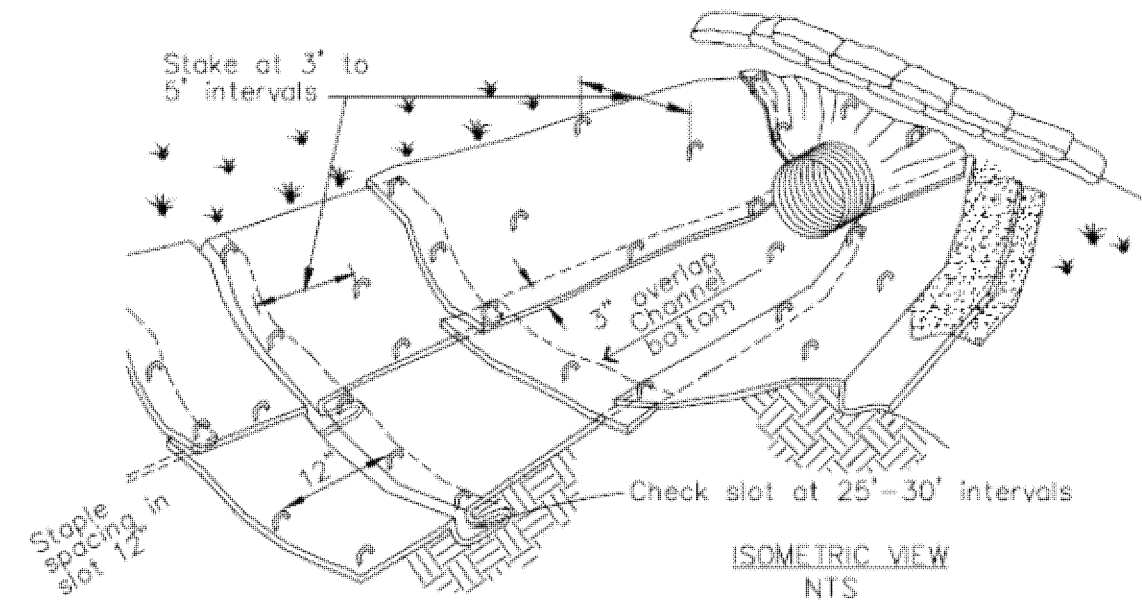 Stake at 3' to
5' intervals
3" overlap
Channel
bottom
12"
Staple
spacing in
slot 12"
Check slot at 25'-30' intervals
ISOMETRIC VIEW
NTS